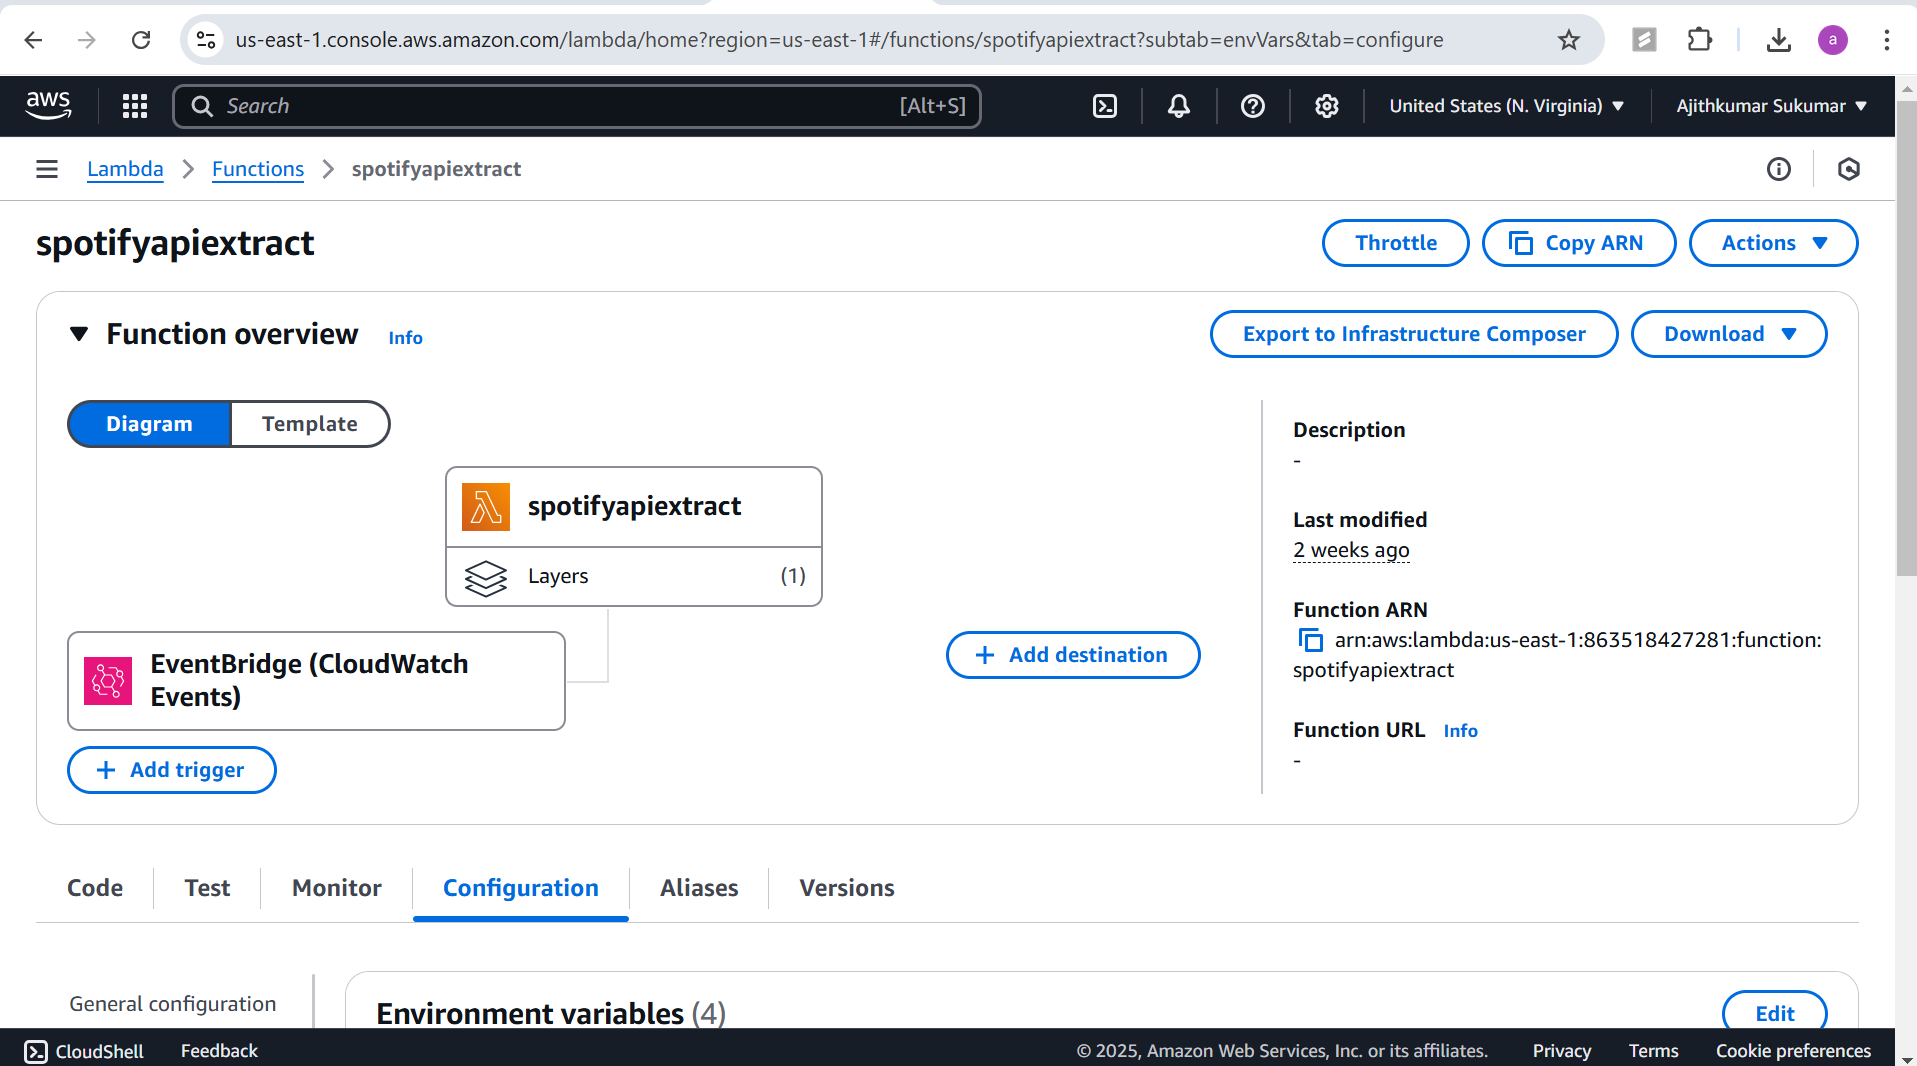 us-east-1.console.aws.amazon.com/lambda/home?region=us-east-1#/functions/spotifyapiextract?subtab=envVars&tab=configure
a
aws
Search
[Alt+S]
United States (N. Virginia)
Ajithkumar Sukumar
Lambda
Functions
spotifyapiextract
spotifyapiextract
Throttle
Copy ARN
Actions
Function overview
Info
Export to Infrastructure Composer
Download
Diagram
Template
spotifyapiextract
Layers
(1)
EventBridge (CloudWatch
Events)
Add trigger
Add destination
Description
-
Last modified
2 weeks ago
Function ARN
arn:aws:lambda:us-east-1:863518427281:function:
spotifyapiextract
Function URL
Info
-
Code
Test
Monitor
Configuration
Aliases
Versions
General configuration
Environment variables (4)
Edit
CloudShell
Feedback
© 2025, Amazon Web Services, Inc. or its affiliates.
Privacy
Terms
Cookie preferences